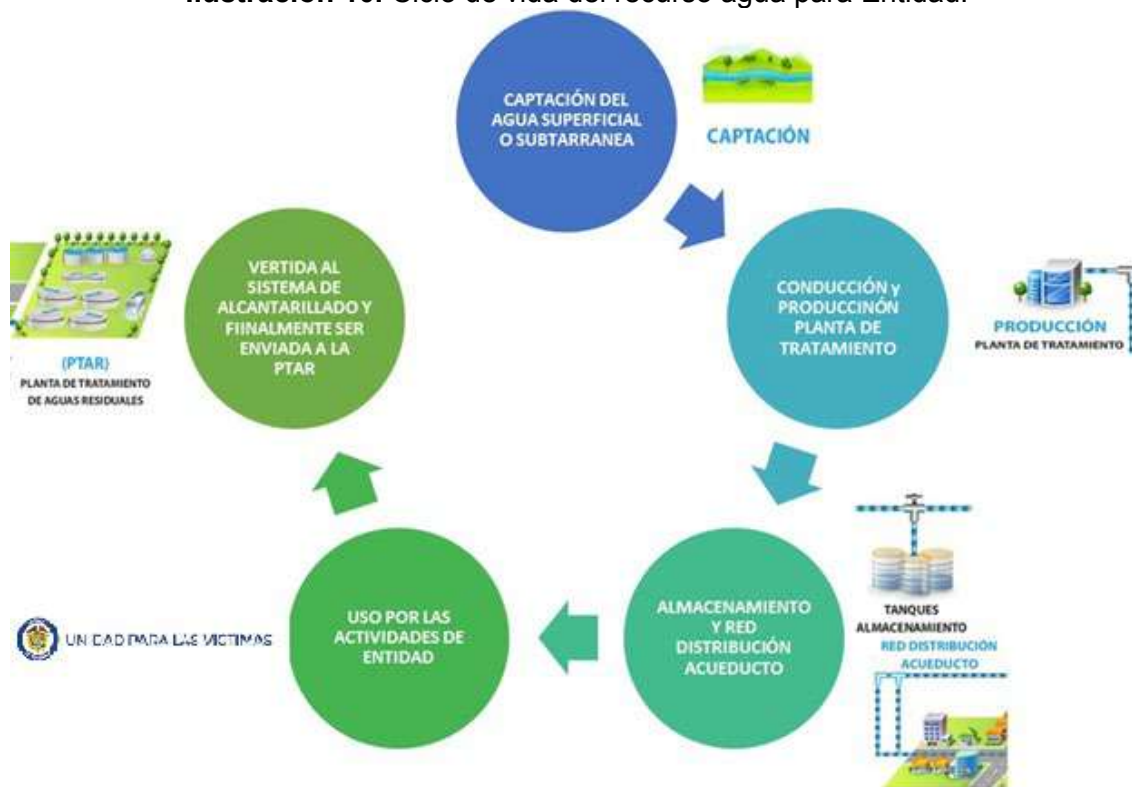 Ilustración 10. Ciclo de vida del recurso agua para Entidad.
CAPTACIÓN DEL
AGUA SUPERFICIAL
O SUBTARRANEA
CAPTACIÓN
CONDUCCIÓN y
PRODUCCINÓN
PLANTA DE
TRATAMIENTO
PRODUCCIÓN
PLANTA DE TRATAMIENTO
ALMACENAMIENTO
Y RED
DISTRIBUCIÓN
ACUEDUCTO
TANQUES
ALMACENAMIENTO
RED DISTRIBUCIÓN
ACUEDUCTO
USO POR LAS
ACTIVIDADES DE
ENTIDAD
UNIDAD PARA LAS VICTIMAS
VERTIDA AL
SISTEMA DE
ALCANTARILLADO Y
FIINALMENTE SER
ENVIADA A LA
PTAR
(PTAR)
PLANTA DE TRATAMIENTO
DE AGUAS RESIDUALES